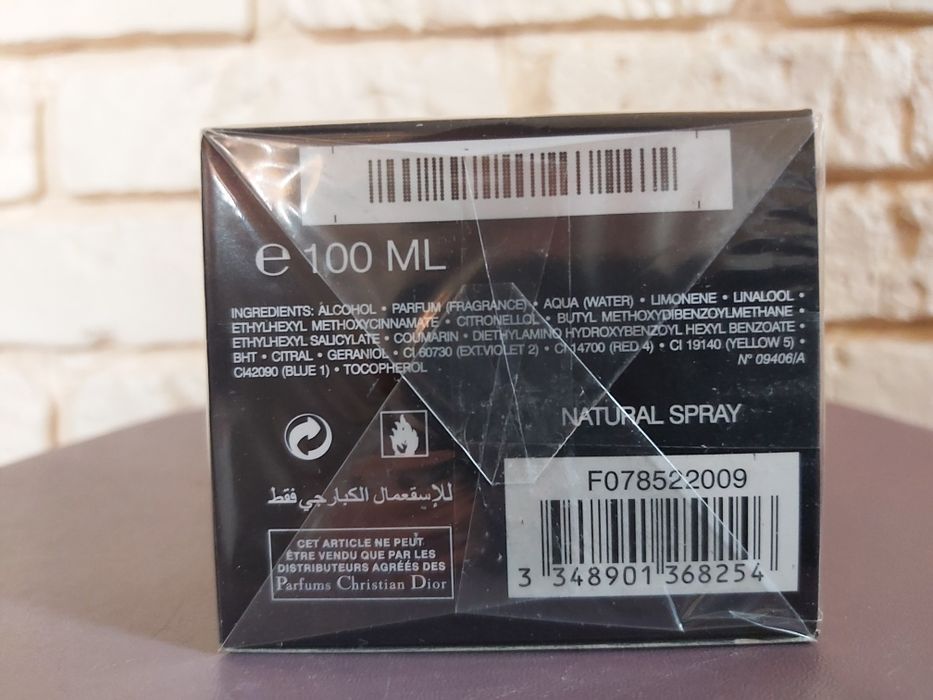 e 100 ML
INGREDIENTS: ALCOHOL • PARFUM (FRAGRANCE) • AQUA (WATER) • LIMONENE • LINALOOL •
ETHYLHEXYL METHOXYCINNAMATE • CITRONELLOL • BUTYL METHOXYDIBENZOYLMETHANE •
ETHYLHEXYL SALICYLATE • COUMARIN • DIETHYLAMINO HYDROXYBENZOYL HEXYL BENZOATE •
BHT • CITRAL • GERANIOL • CI 60730 (EXT.VIOLET 2) • CI 14700 (RED 4) • CI 19140 (YELLOW 5) •
CI42090 (BLUE 1) • TOCOPHEROL
N° 09406/A
NATURAL SPRAY
للإستعمال الكبارجي فقط
CET ARTICLE NE PEUT
ÊTRE VENDU QUE PAR LES
DISTRIBUTEURS AGRÉÉS DES
Parfums Christian Dior
F078522009
3 348901 368254